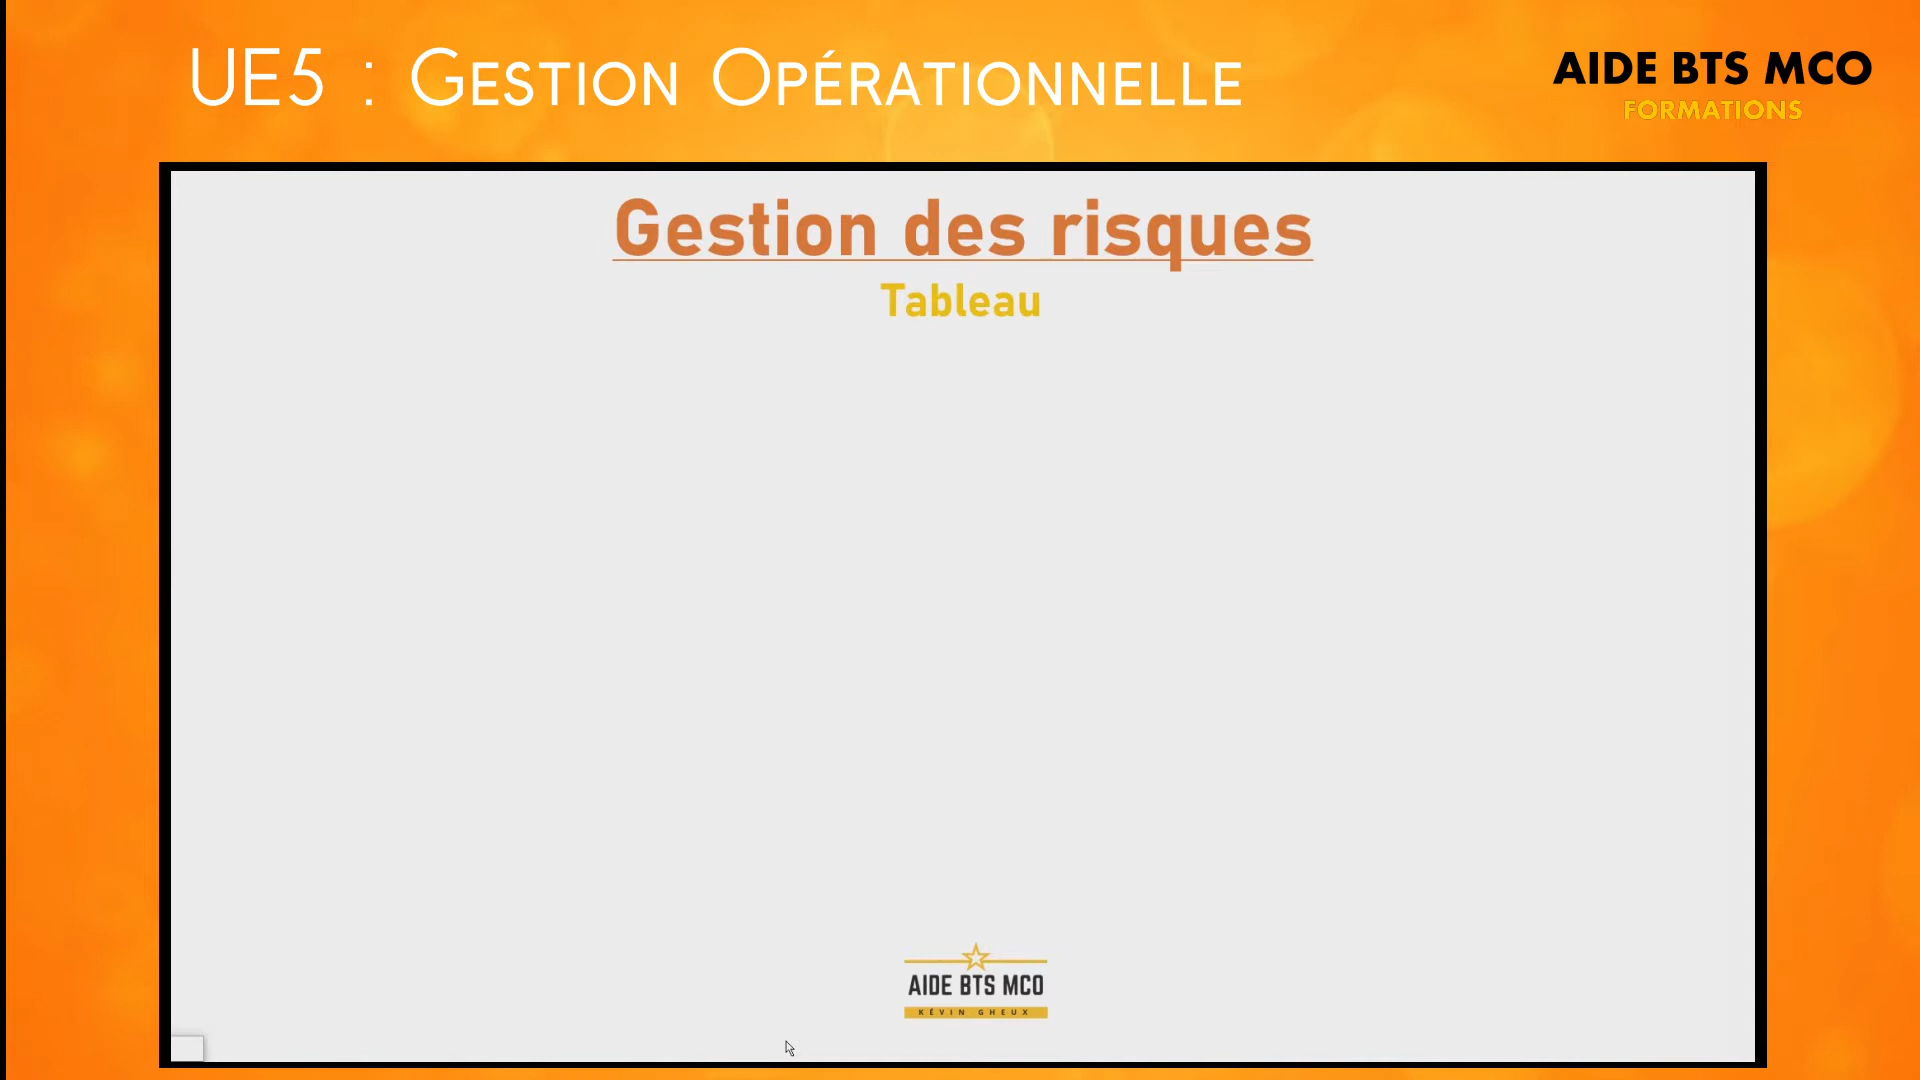 UE5 : Gestion Opérationnelle
AIDE BTS MCO
FORMATIONS
Gestion des risques
Tableau
AIDE BTS MCO
KÉVIN GHEUX